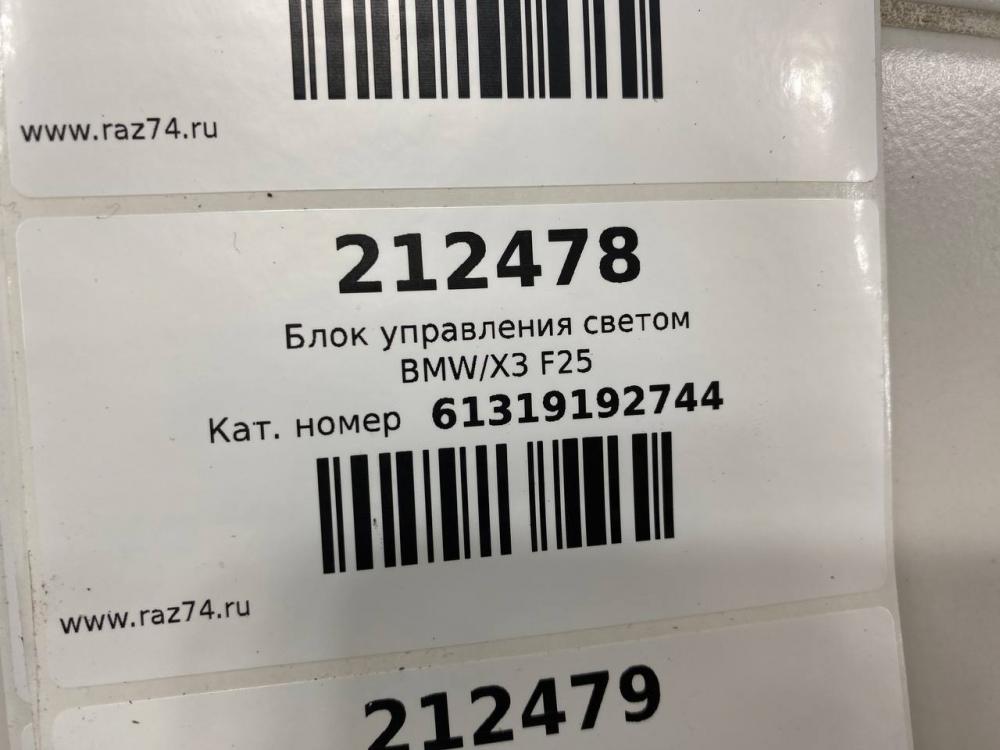 www.raz74.ru
212478
Блок управления светом
BMW/X3 F25
Кат. номер 61319192744
www.raz74.ru
212479